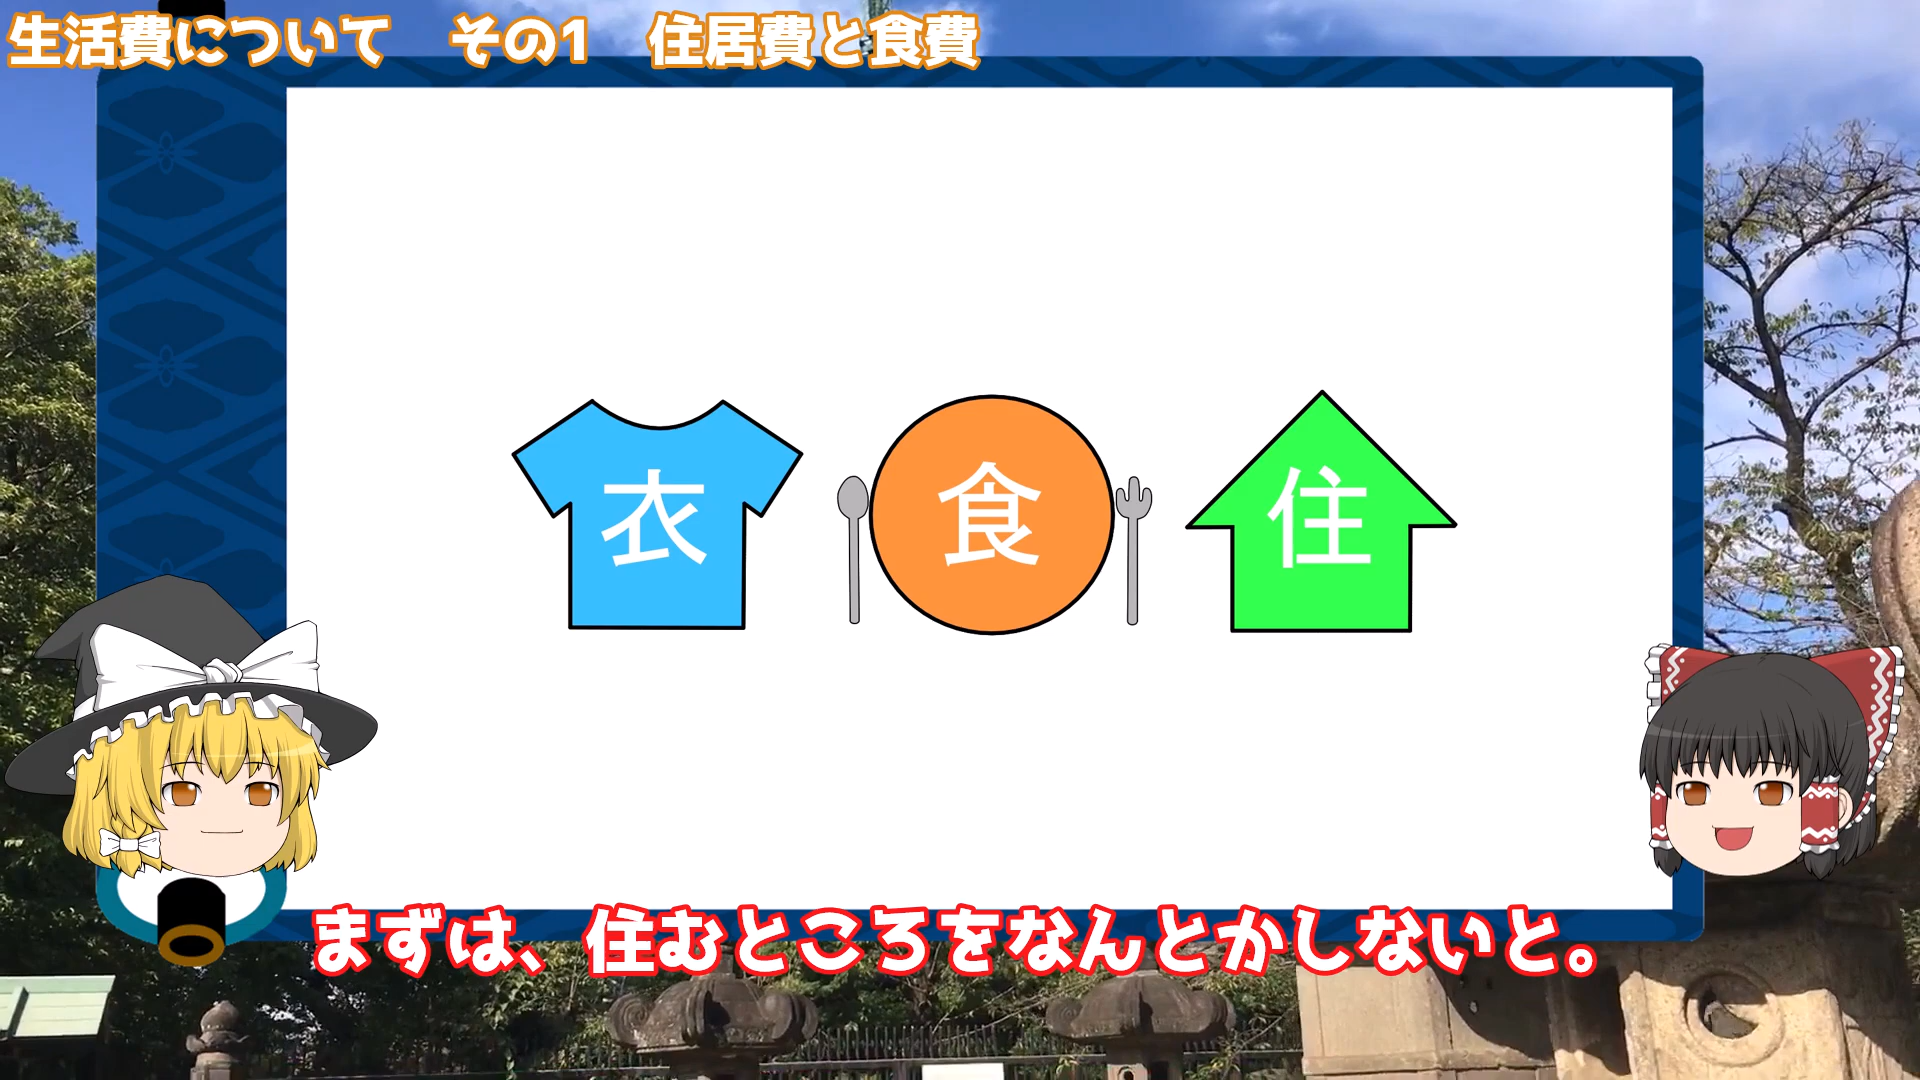 生活費について　その1　住居費と食費
衣 食 住
まずは、住むところをなんとかしないと。